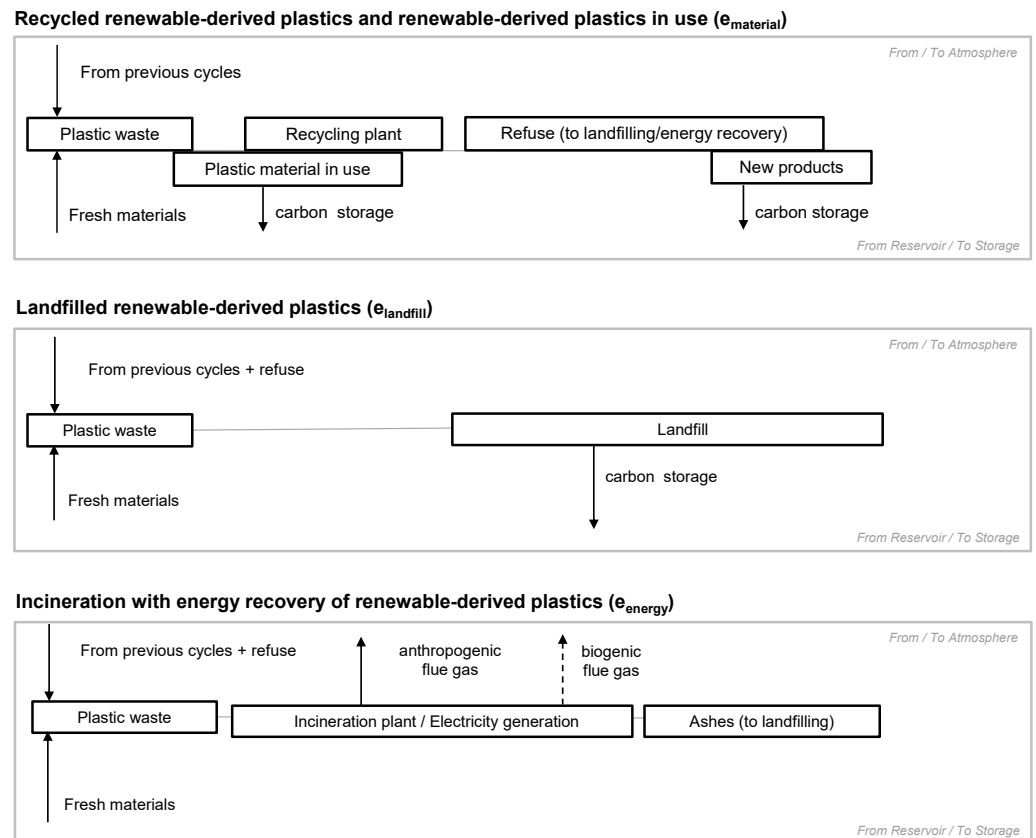 Recycled renewable-derived plastics and renewable-derived plastics in use (e_material)
From / To Atmosphere
From previous cycles
Plastic waste
Recycling plant
Refuse (to landfilling/energy recovery)
Plastic material in use
New products
Fresh materials
carbon storage
carbon storage
From Reservoir / To Storage
Landfilled renewable-derived plastics (e_landfill)
From / To Atmosphere
From previous cycles + refuse
Plastic waste
Landfill
carbon storage
Fresh materials
From Reservoir / To Storage
Incineration with energy recovery of renewable-derived plastics (e_energy)
From / To Atmosphere
From previous cycles + refuse
anthropogenic
flue gas
biogenic
flue gas
Plastic waste
Incineration plant / Electricity generation
Ashes (to landfilling)
Fresh materials
From Reservoir / To Storage